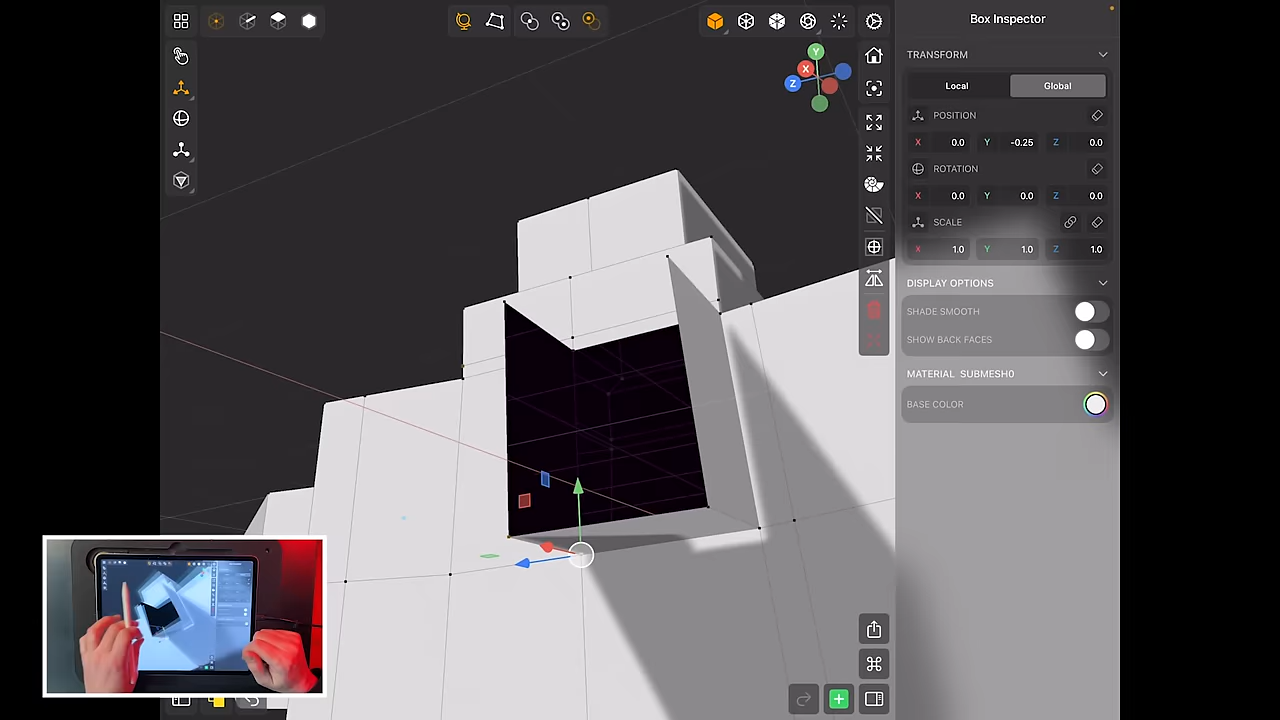 Box Inspector
TRANSFORM
Local Global
POSITION
X 0.0 Y -0.25 Z 0.0
ROTATION
X 0.0 Y 0.0 Z 0.0
SCALE
X 1.0 Y 1.0 Z 1.0
DISPLAY OPTIONS
SHADE SMOOTH
SHOW BACK FACES
MATERIAL SUBMESH0
BASE COLOR
Y
X
Z